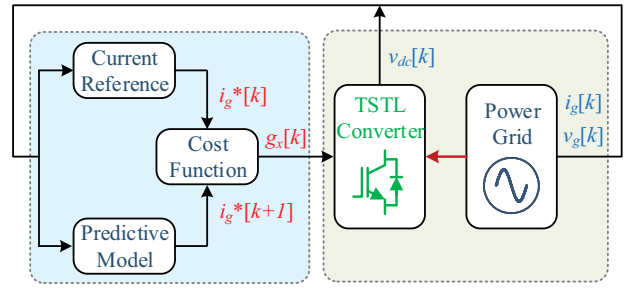 Current
Reference
i_g*[k]
Cost
Function
g_x[k]
i_g*[k+1]
Predictive
Model
v_dc[k]
TSTL
Converter
Power
Grid
i_g[k]
v_g[k]